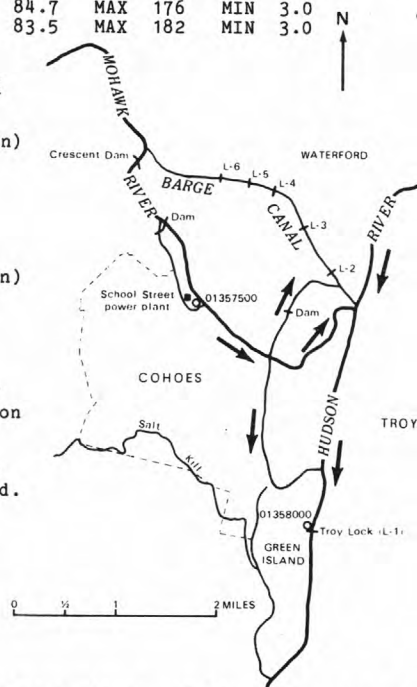 84.7 MAX 176 MIN 3.0
83.5 MAX 182 MIN 3.0
N
n)
MOHAWK
RIVER
Crescent Dam
BARGE
CANAL
L-6
L-5
L-4
L-3
L-2
WATERFORD
RIVER
Dam
n)
School Street
power plant
01357500
Dam
COHOES
HUDSON
TROY
on
Salt
Kill
d.
01358000
Troy Lock (L-1)
GREEN
ISLAND
0 ½ 1 2 MILES